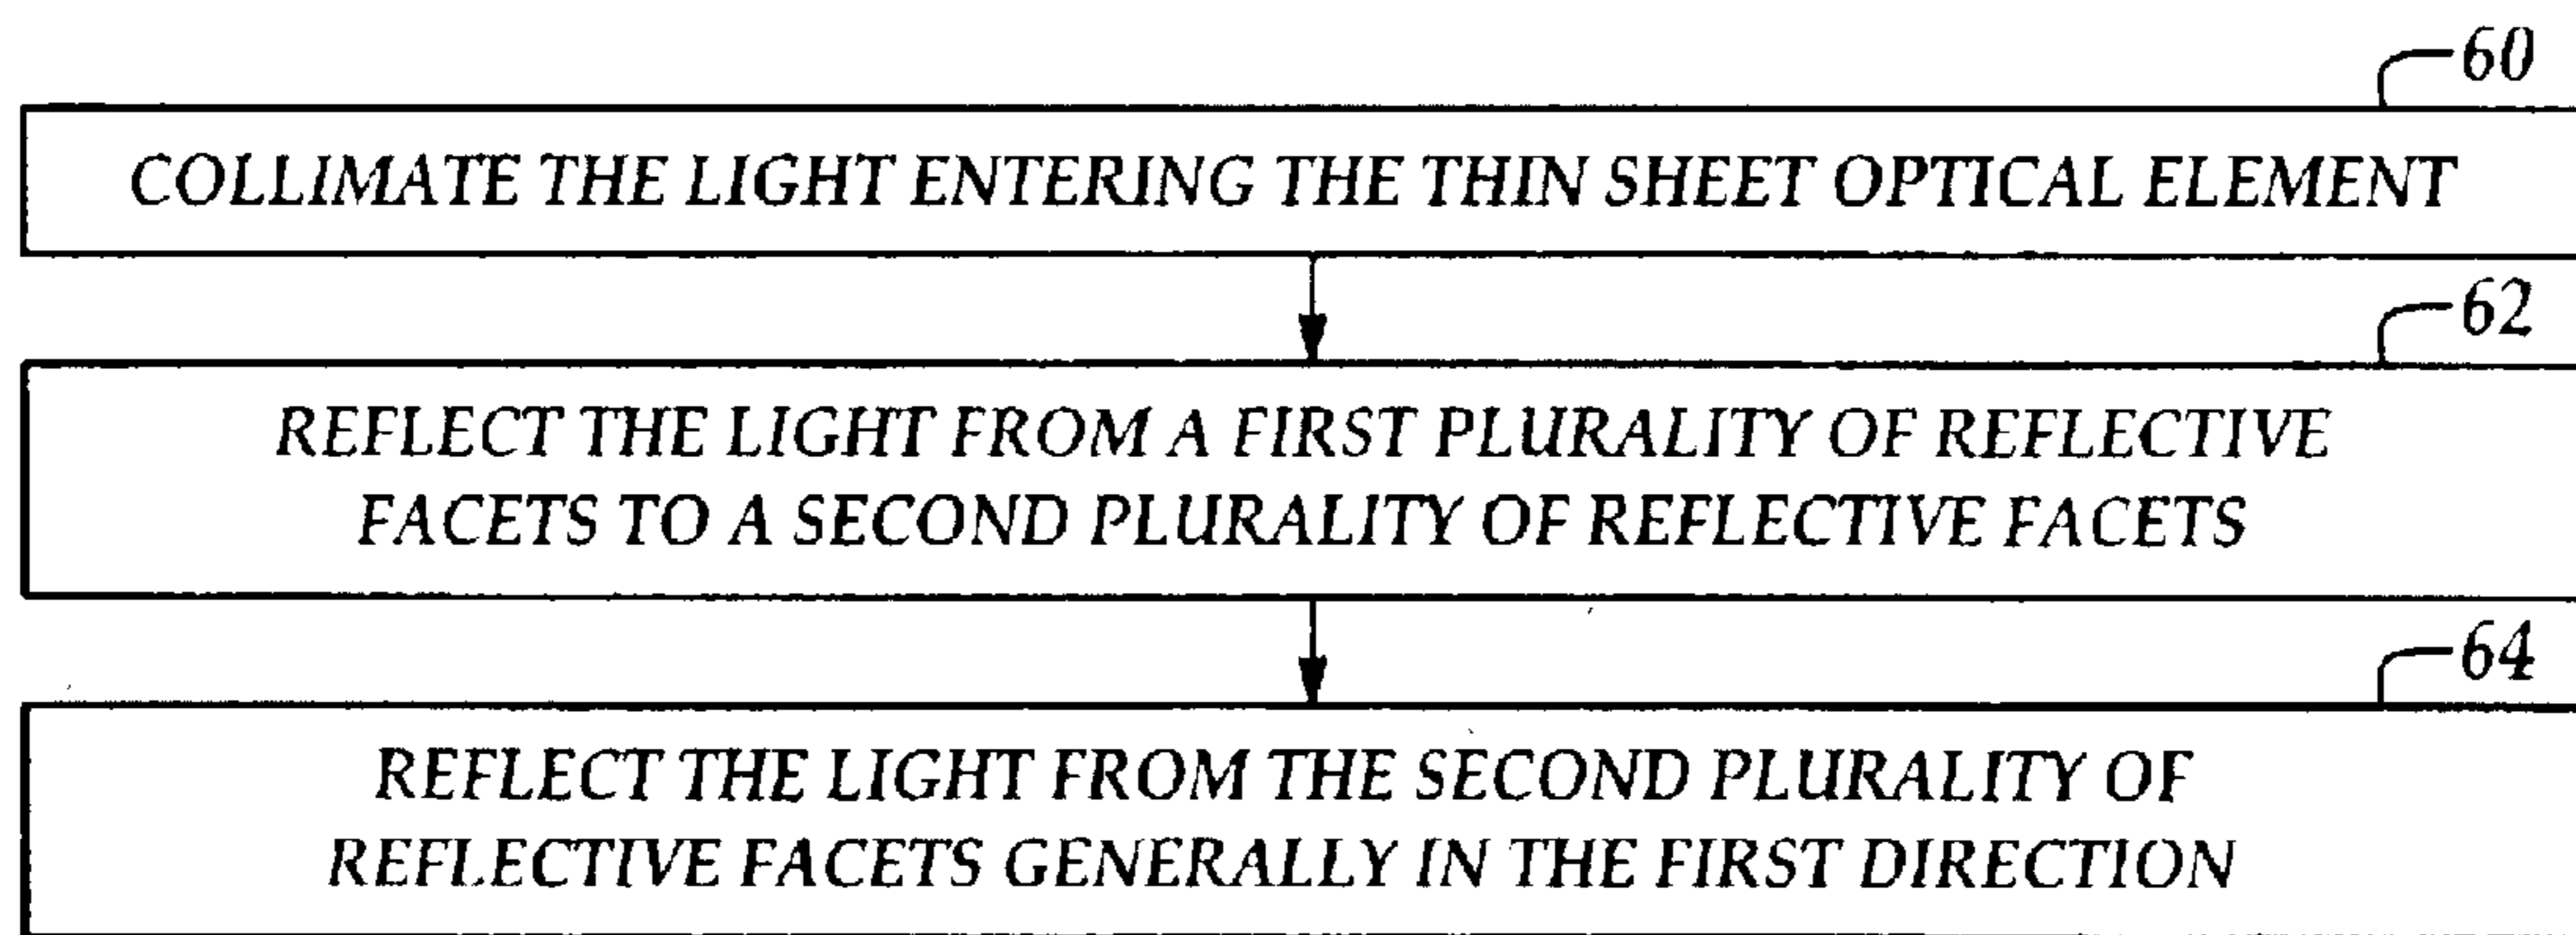 60
COLLIMATE THE LIGHT ENTERING THE THIN SHEET OPTICAL ELEMENT
62
REFLECT THE LIGHT FROM A FIRST PLURALITY OF REFLECTIVE
FACETS TO A SECOND PLURALITY OF REFLECTIVE FACETS
64
REFLECT THE LIGHT FROM THE SECOND PLURALITY OF
REFLECTIVE FACETS GENERALLY IN THE FIRST DIRECTION